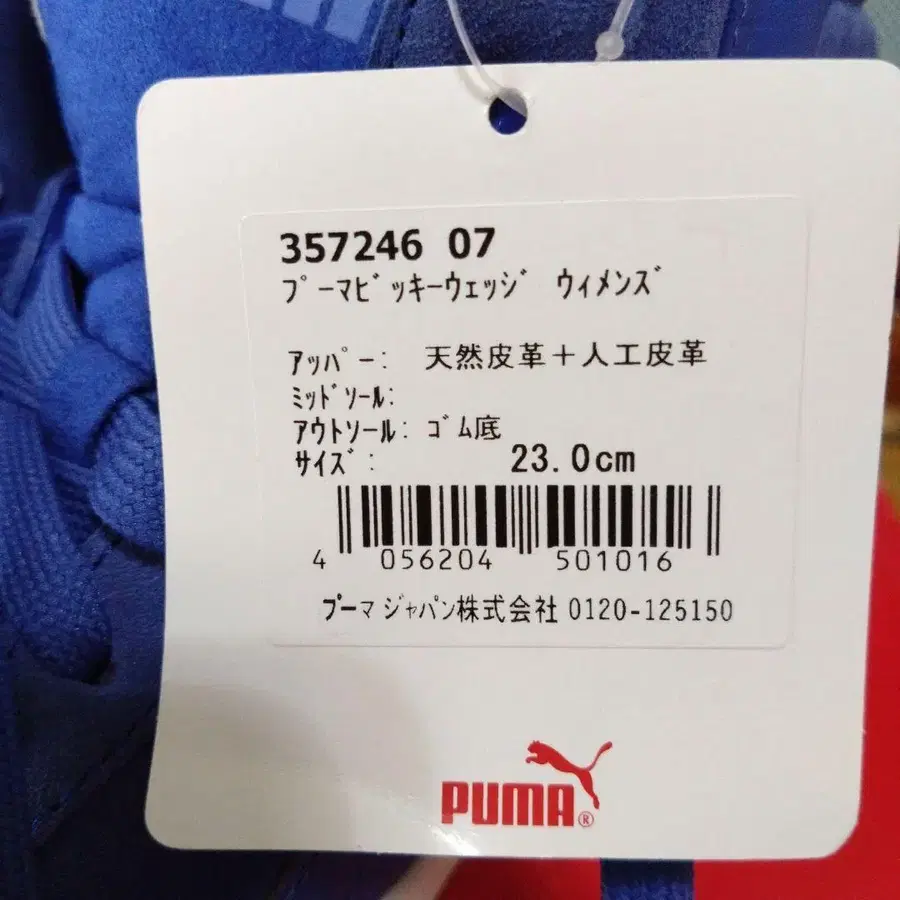 357246 07
プーマビッキーウェッジ ウィメンズ
アッパー: 天然皮革+人工皮革
ミッドソール:
アウトソール: ゴム底
サイズ: 23.0cm
4 056204 501016
プーマ ジャパン株式会社 0120-125150
PUMA®